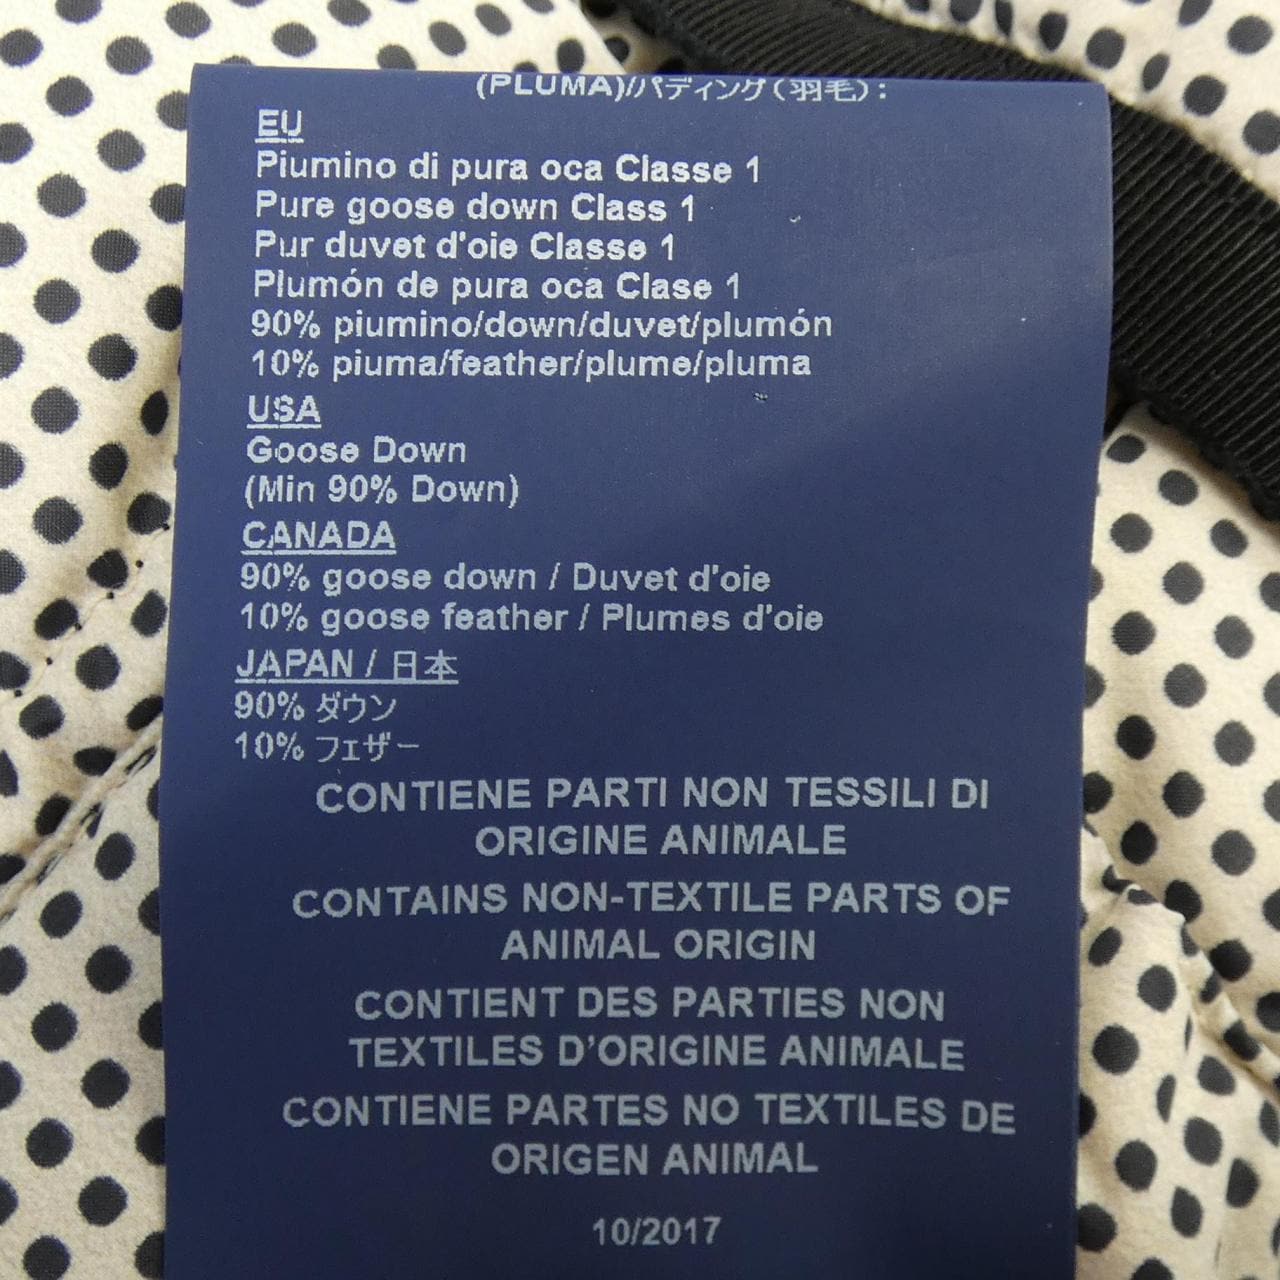 (PLUMA)/パディング(羽毛):
EU
Piumino di pura oca Classe 1
Pure goose down Class 1
Pur duvet d'oie Classe 1
Plumón de pura oca Clase 1
90% piumino/down/duvet/plumón
10% piuma/feather/plume/pluma
USA
Goose Down
(Min 90% Down)
CANADA
90% goose down / Duvet d'oie
10% goose feather / Plumes d'oie
JAPAN / 日本
90% ダウン
10% フェザー
CONTIENE PARTI NON TESSILI DI
ORIGINE ANIMALE
CONTAINS NON-TEXTILE PARTS OF
ANIMAL ORIGIN
CONTIENT DES PARTIES NON
TEXTILES D’ORIGINE ANIMALE
CONTIENE PARTES NO TEXTILES DE
ORIGEN ANIMAL
10/2017